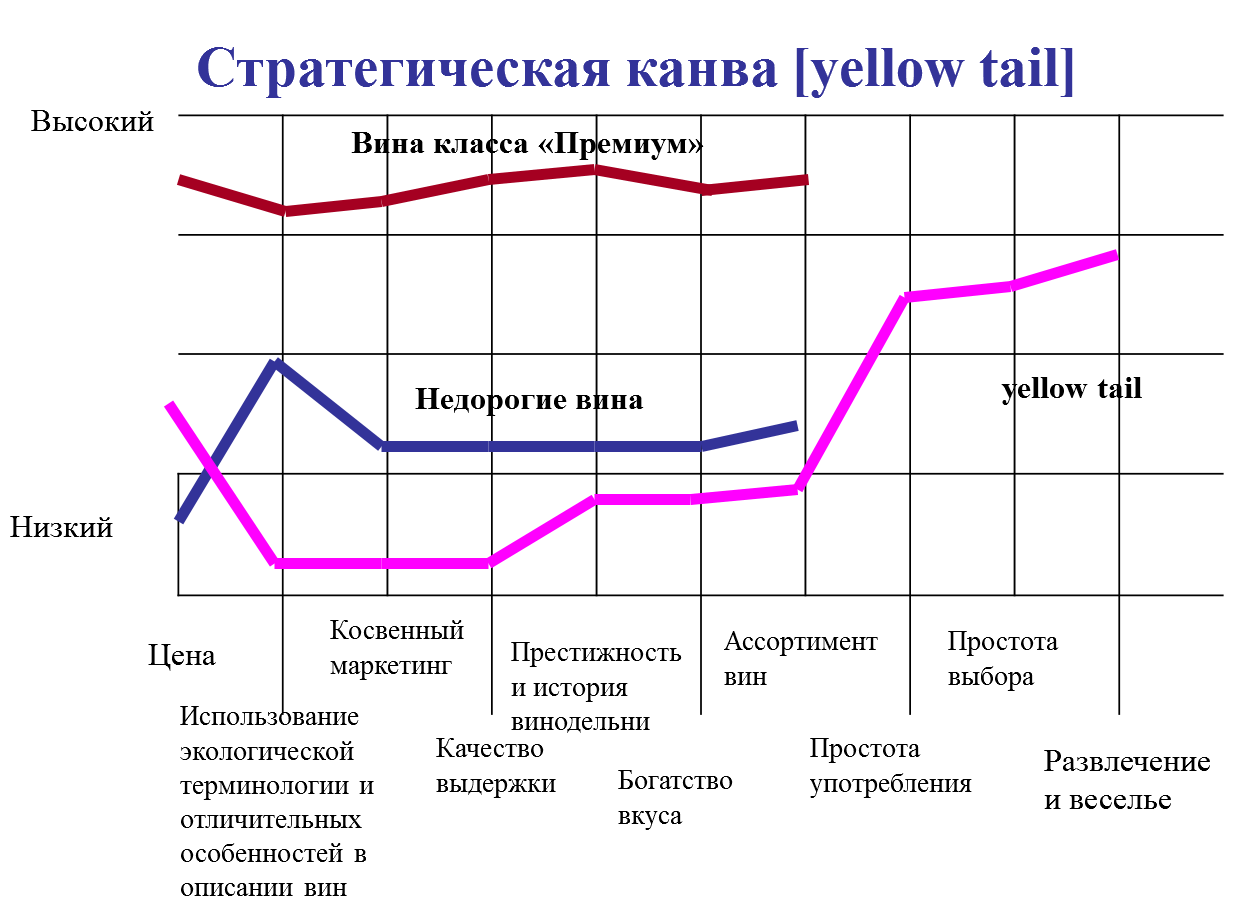 Стратегическая канва [yellow tail]
Высокий
Вина класса «Премиум»
Недорогие вина
yellow tail
Низкий
Цена
Использование
экологической
терминологии и
отличительных
особенностей в
описании вин
Косвенный
маркетинг
Качество
выдержки
Престижность
и история
винодельни
Богатство
вкуса
Ассортимент
вин
Простота
употребления
Простота
выбора
Развлечение
и веселье